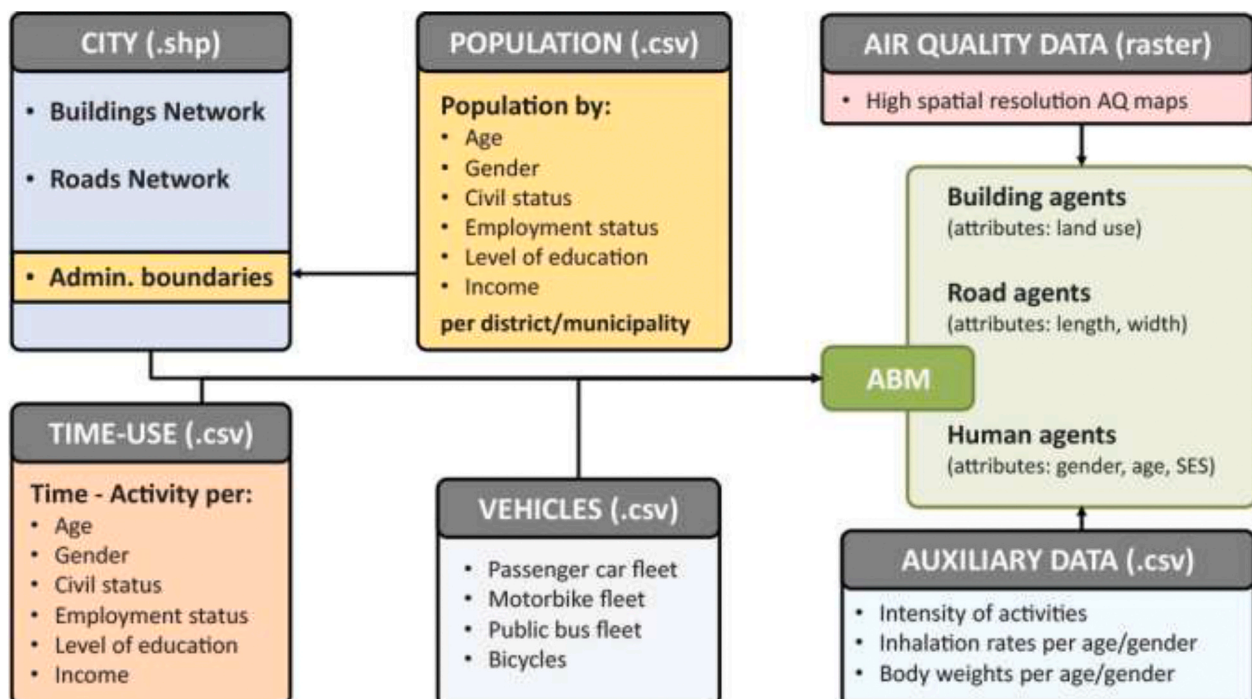 CITY (.shp)
• Buildings Network
• Roads Network
• Admin. boundaries
POPULATION (.csv)
Population by:
• Age
• Gender
• Civil status
• Employment status
• Level of education
• Income
per district/municipality
AIR QUALITY DATA (raster)
• High spatial resolution AQ maps
Building agents
(attributes: land use)
Road agents
(attributes: length, width)
ABM
Human agents
(attributes: gender, age, SES)
TIME-USE (.csv)
Time - Activity per:
• Age
• Gender
• Civil status
• Employment status
• Level of education
• Income
VEHICLES (.csv)
• Passenger car fleet
• Motorbike fleet
• Public bus fleet
• Bicycles
AUXILIARY DATA (.csv)
• Intensity of activities
• Inhalation rates per age/gender
• Body weights per age/gender